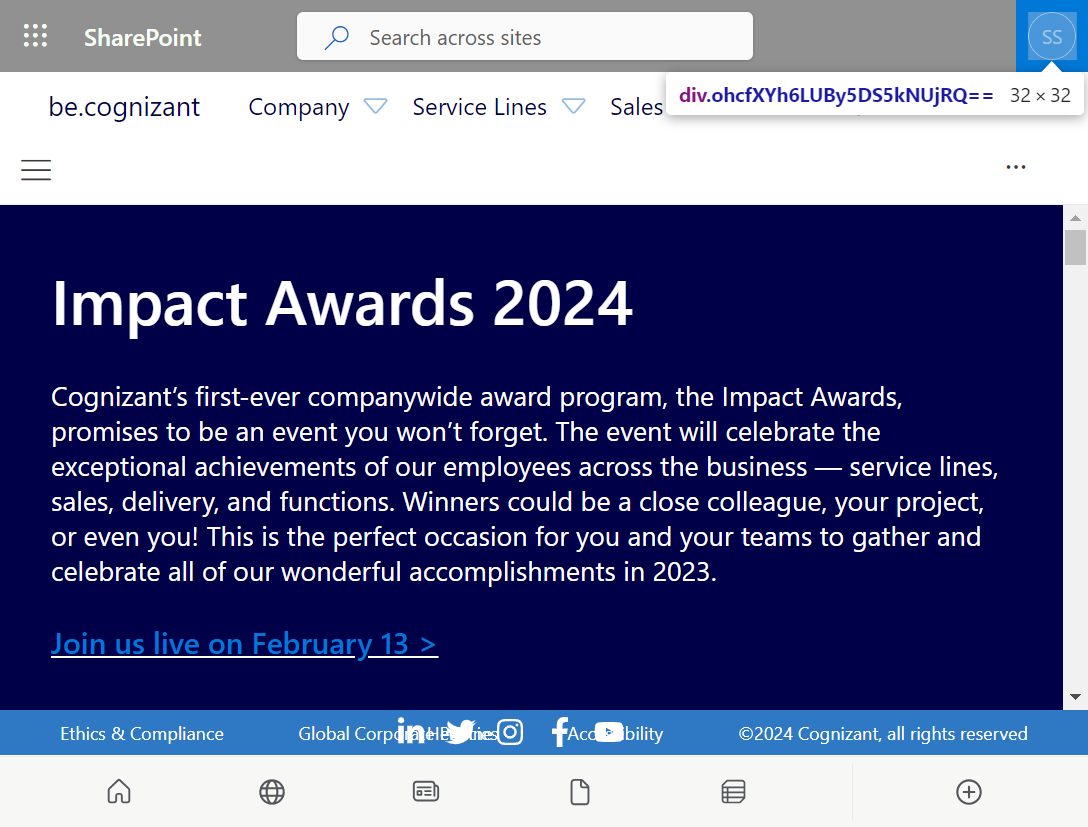 SharePoint
Search across sites
SS
be.cognizant
Company
Service Lines
Sales
div.ohcfXYh6LUBy5DS5kNUjRQ== 32 × 32
Impact Awards 2024
Cognizant’s first-ever companywide award program, the Impact Awards,
promises to be an event you won’t forget. The event will celebrate the
exceptional achievements of our employees across the business — service lines,
sales, delivery, and functions. Winners could be a close colleague, your project,
or even you! This is the perfect occasion for you and your teams to gather and
celebrate all of our wonderful accomplishments in 2023.
Join us live on February 13 >
Ethics & Compliance
Global
©2024 Cognizant, all rights reserved